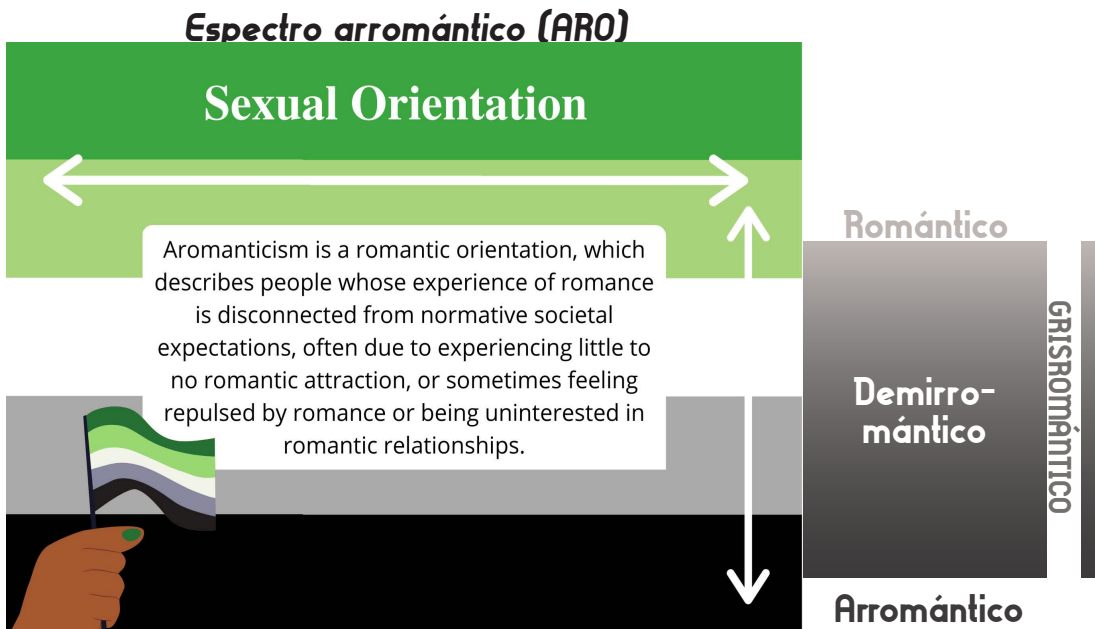 Espectro arromántico (ARO)
Sexual Orientation
Aromanticism is a romantic orientation, which
describes people whose experience of romance
is disconnected from normative societal
expectations, often due to experiencing little to
no romantic attraction, or sometimes feeling
repulsed by romance or being uninterested in
romantic relationships.
Romántico
Demirro-
mántico
GRISROMÁNTICO
Arromántico